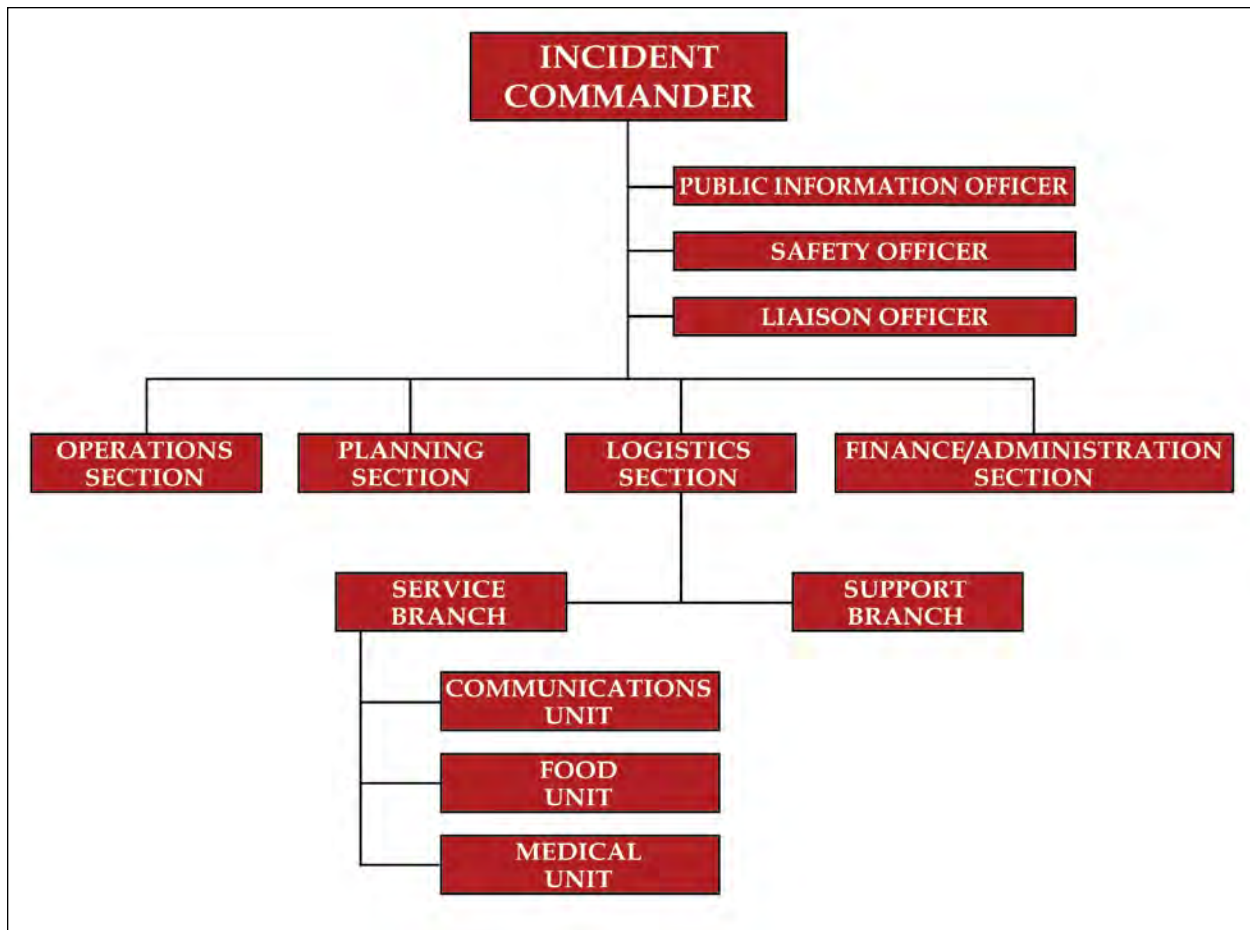 INCIDENT
COMMANDER
PUBLIC INFORMATION OFFICER
SAFETY OFFICER
LIAISON OFFICER
OPERATIONS
SECTION
PLANNING
SECTION
LOGISTICS
SECTION
FINANCE/ADMINISTRATION
SECTION
SERVICE
BRANCH
SUPPORT
BRANCH
COMMUNICATIONS
UNIT
FOOD
UNIT
MEDICAL
UNIT